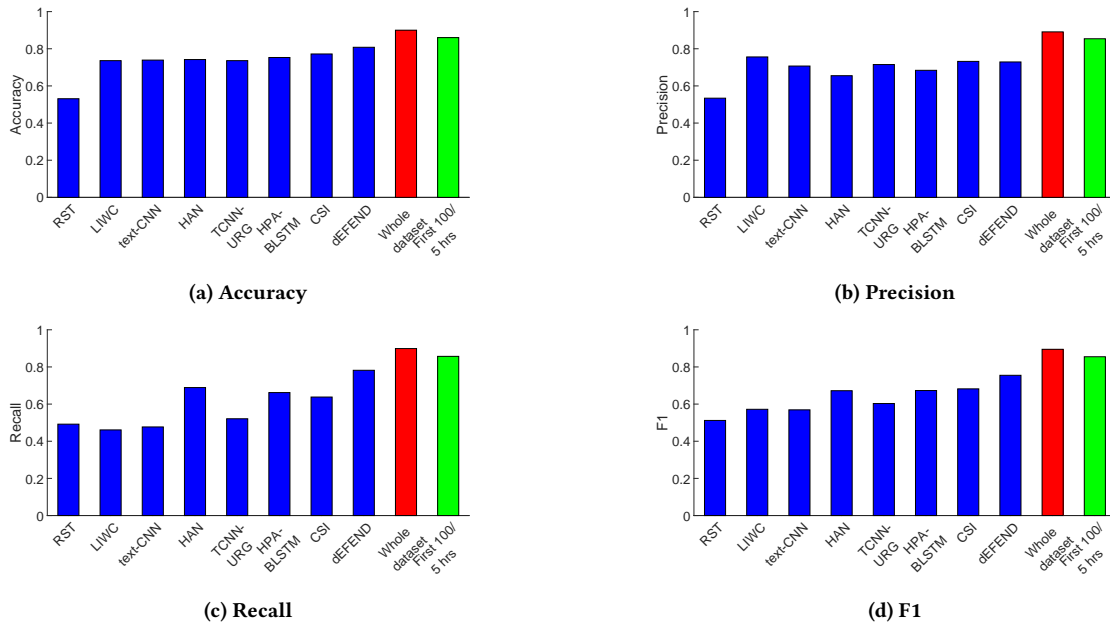 1
0.8
0.6
0.4
0.2
0
Accuracy
RST
LIWC
text-CNN
HAN
TCNN-
URG
HPA-
BLSTM
CSI
dEFEND
Whole
dataset
First 100/
5 hrs
(a) Accuracy
1
0.8
0.6
0.4
0.2
0
Precision
RST
LIWC
text-CNN
HAN
TCNN-
URG
HPA-
BLSTM
CSI
dEFEND
Whole
dataset
First 100/
5 hrs
(b) Precision
1
0.8
0.6
0.4
0.2
0
Recall
RST
LIWC
text-CNN
HAN
TCNN-
URG
HPA-
BLSTM
CSI
dEFEND
Whole
dataset
First 100/
5 hrs
(c) Recall
1
0.8
0.6
0.4
0.2
0
F1
RST
LIWC
text-CNN
HAN
TCNN-
URG
HPA-
BLSTM
CSI
dEFEND
Whole
dataset
First 100/
5 hrs
(d) F1